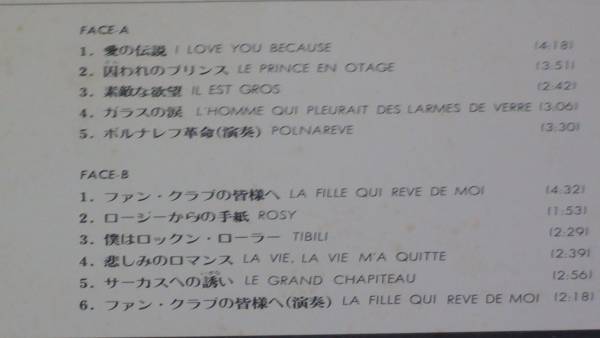 FACE-A
1. 愛の伝説 I LOVE YOU BECAUSE (4:18)
2. 囚われのプリンス LE PRINCE EN OTAGE (3:51)
3. 素敵な欲望 IL EST GROS (2:42)
4. ガラスの涙 L'HOMME QUI PLEURAIT DES LARMES DE VERRE (3:06)
5. ポルナレフ革命(演奏) POLNAREVE (3:30)
FACE-B
1. ファン・クラブの皆様へ LA FILLE QUI REVE DE MOI (4:32)
2. ロージーからの手紙 ROSY (1:53)
3. 僕はロックン・ローラー TIBILI (2:29)
4. 悲しみのロマンス LA VIE, LA VIE M'A QUITTE (2:39)
5. サーカスへの誘い LE GRAND CHAPITEAU (2:56)
6. ファン・クラブの皆様へ(演奏) LA FILLE QUI REVE DE MOI (2:18)